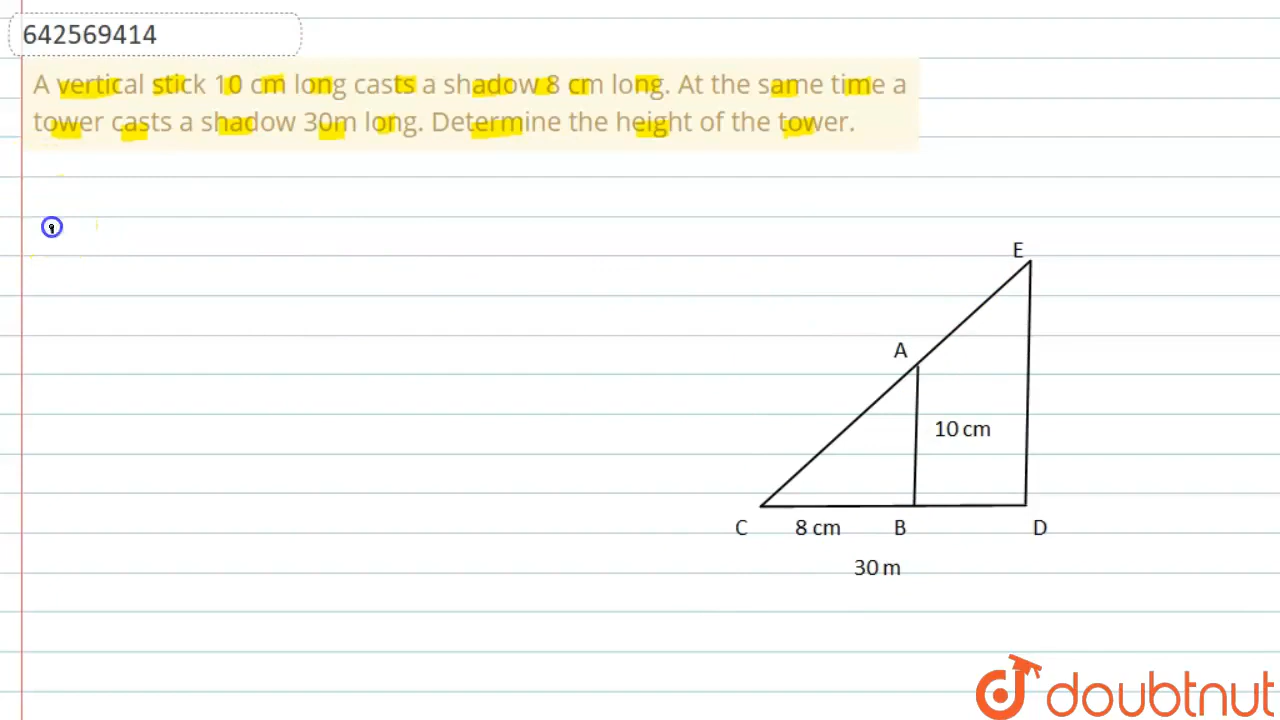 642569414
A vertical stick 10 cm long casts a shadow 8 cm long. At the same time a
tower casts a shadow 30m long. Determine the height of the tower.
E
A
10 cm
C 8 cm B D
30 m
doubtnut